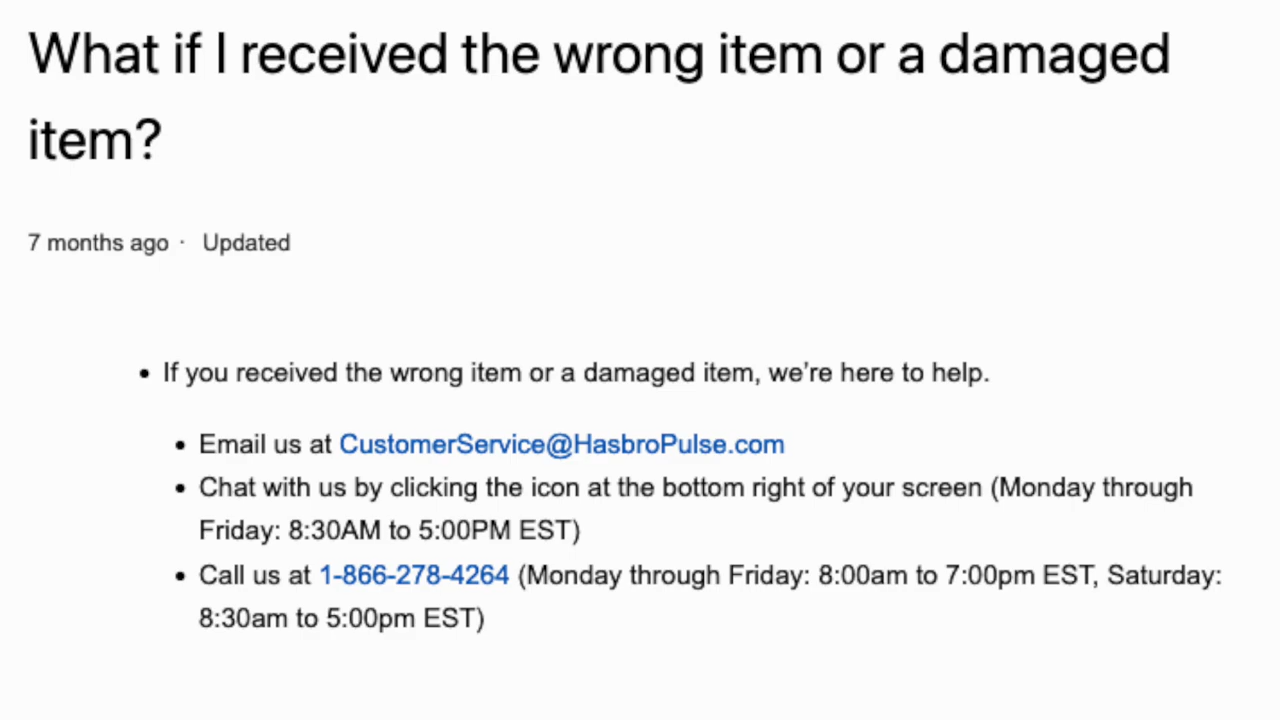 What if I received the wrong item or a damaged
item?
7 months ago · Updated
• If you received the wrong item or a damaged item, we’re here to help.
• Email us at CustomerService@HasbroPulse.com
• Chat with us by clicking the icon at the bottom right of your screen (Monday through
Friday: 8:30AM to 5:00PM EST)
• Call us at 1-866-278-4264 (Monday through Friday: 8:00am to 7:00pm EST, Saturday:
8:30am to 5:00pm EST)